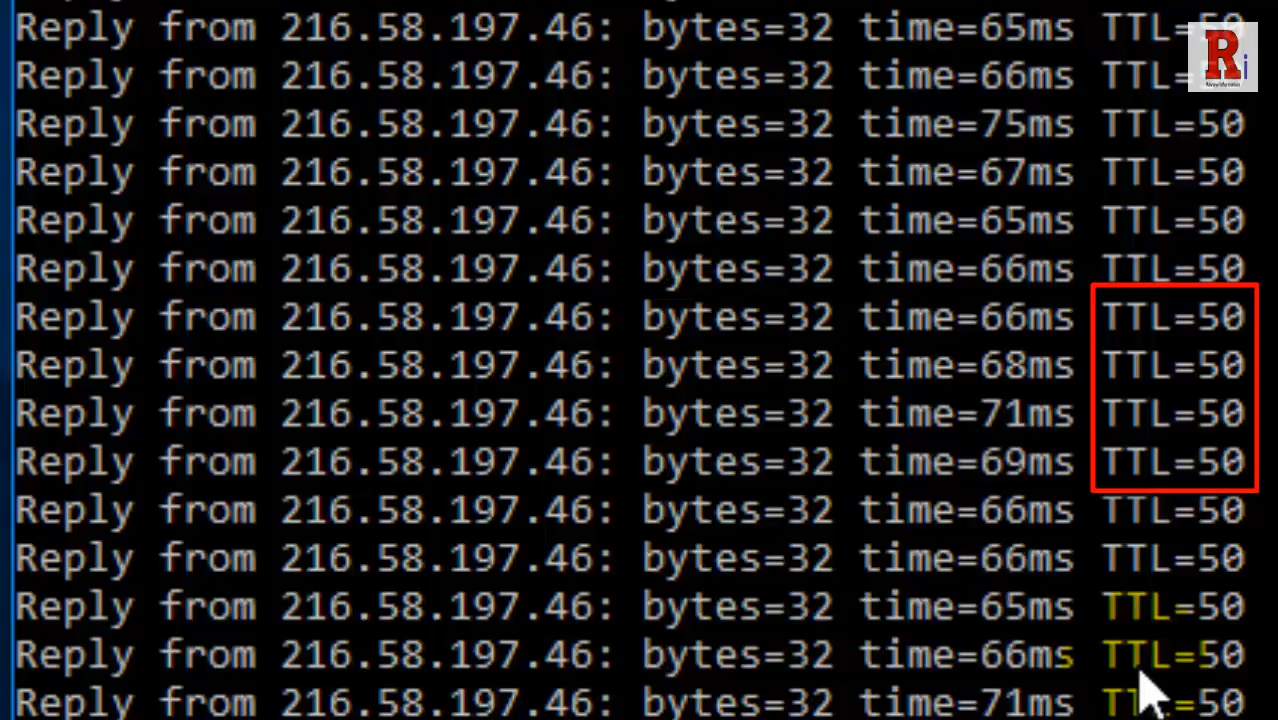 Reply from 216.58.197.46: bytes=32 time=65ms TTL=50
Reply from 216.58.197.46: bytes=32 time=66ms TTL=
Reply from 216.58.197.46: bytes=32 time=75ms TTL=50
Reply from 216.58.197.46: bytes=32 time=67ms TTL=50
Reply from 216.58.197.46: bytes=32 time=65ms TTL=50
Reply from 216.58.197.46: bytes=32 time=66ms TTL=50
Reply from 216.58.197.46: bytes=32 time=66ms TTL=50
Reply from 216.58.197.46: bytes=32 time=68ms TTL=50
Reply from 216.58.197.46: bytes=32 time=71ms TTL=50
Reply from 216.58.197.46: bytes=32 time=69ms TTL=50
Reply from 216.58.197.46: bytes=32 time=66ms TTL=50
Reply from 216.58.197.46: bytes=32 time=66ms TTL=50
Reply from 216.58.197.46: bytes=32 time=65ms TTL=50
Reply from 216.58.197.46: bytes=32 time=66ms TTL=50
Reply from 216.58.197.46: bytes=32 time=71ms TTL=50
Ri